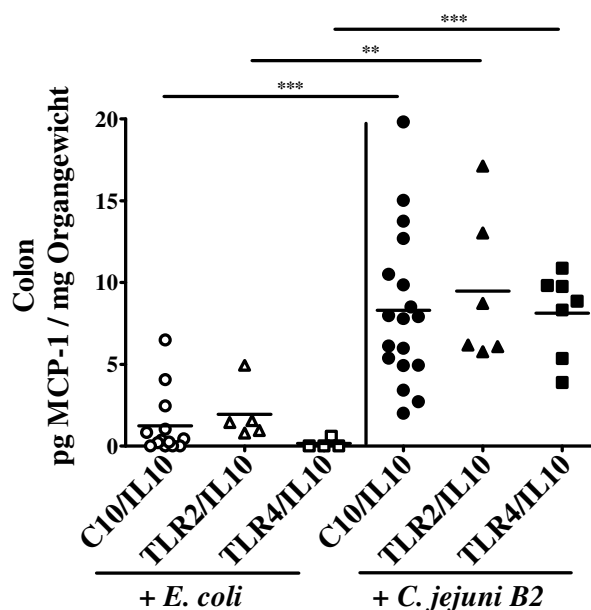 ***
**
***
20
15
10
5
0
Colon
pg MCP-1 / mg Organgewicht
C10/IL10
TLR2/IL10
TLR4/IL10
C10/IL10
TLR2/IL10
TLR4/IL10
+ E. coli
+ C. jejuni B2